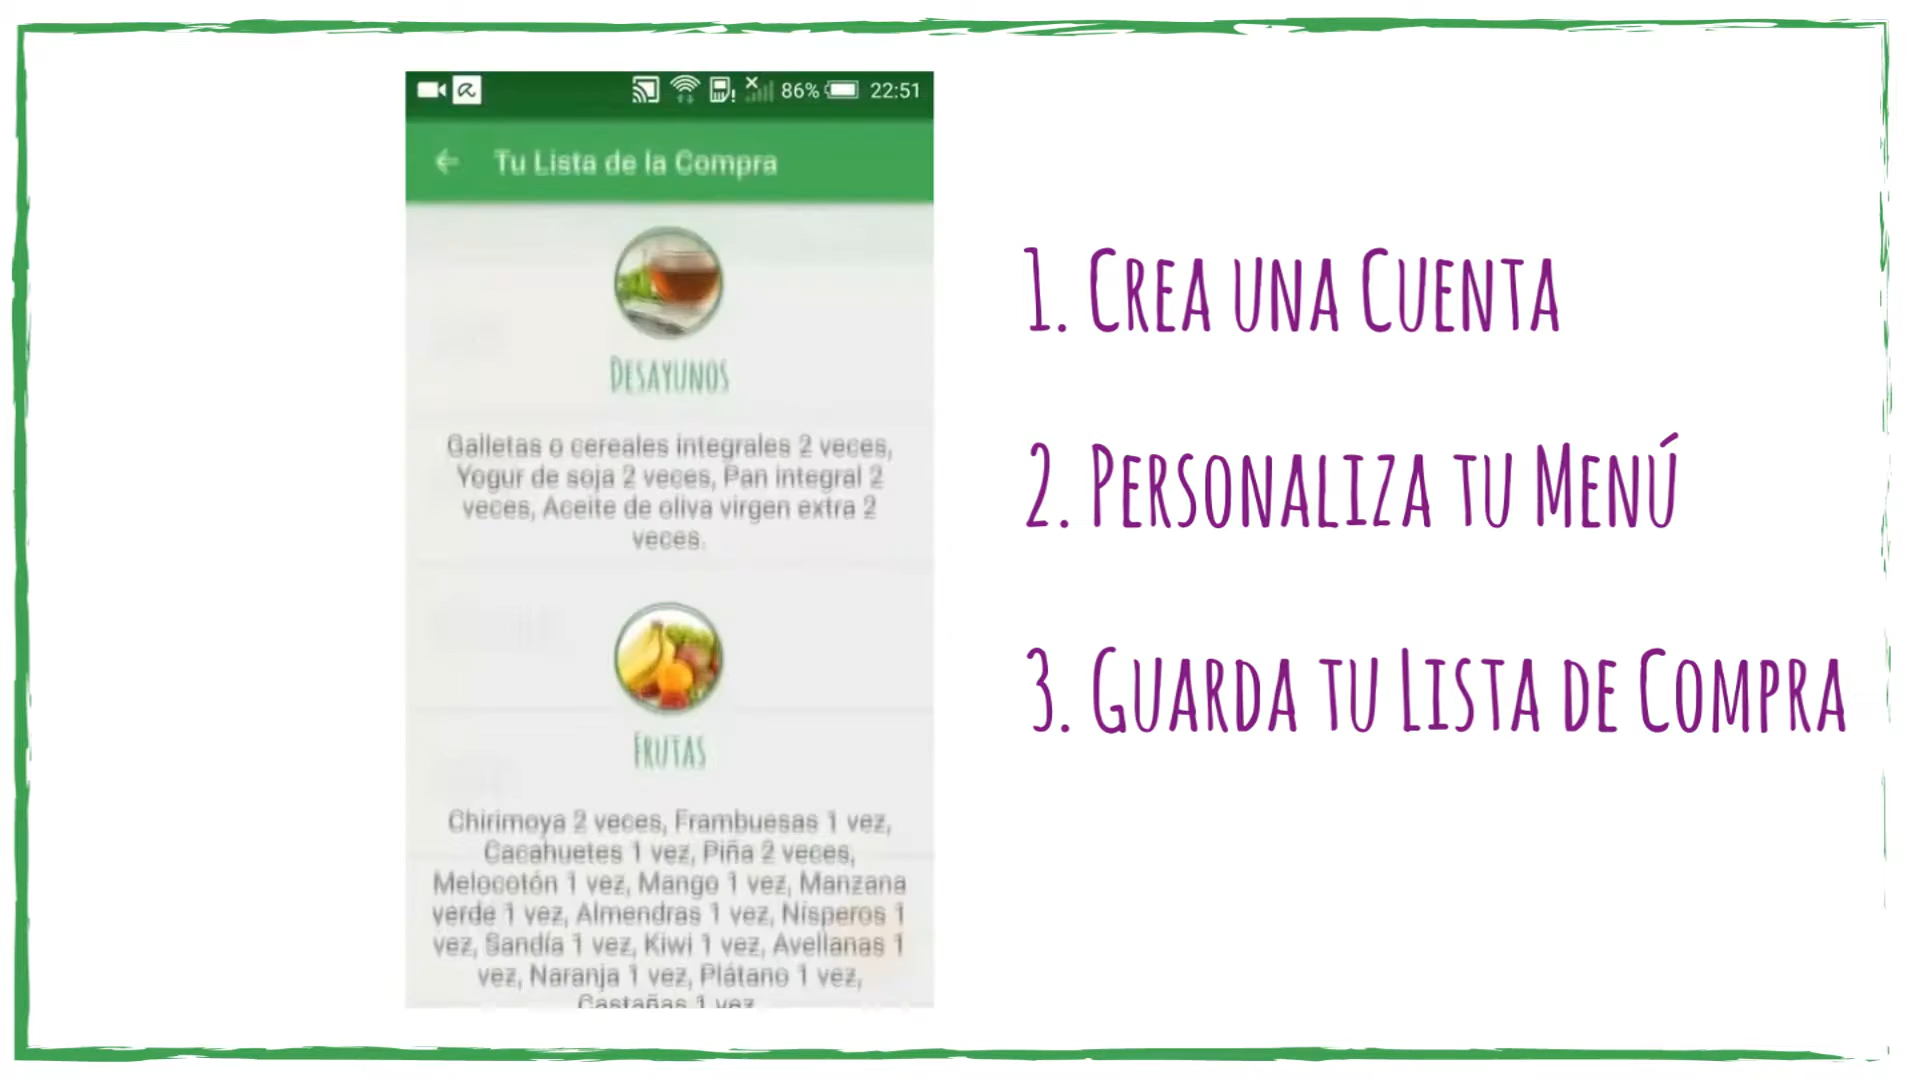 86% 22:51
Tu Lista de la Compra
DESAYUNOS
Galletas o cereales integrales 2 veces,
Yogur de soja 2 veces, Pan integral 2
veces, Aceite de oliva virgen extra 2
veces.
FRUTAS
Chirimoya 2 veces, Frambuesas 1 vez,
Cacahuetes 1 vez, Piña 2 veces,
Melocotón 1 vez, Mango 1 vez, Manzana
verde 1 vez, Almendras 1 vez, Nísperos 1
vez, Sandía 1 vez, Kiwi 1 vez, Avellanas 1
vez, Naranja 1 vez, Plátano 1 vez,
Castañas 1 vez
1. CREA UNA CUENTA
2. PERSONALIZA TU MENÚ
3. GUARDA TU LISTA DE COMPRA